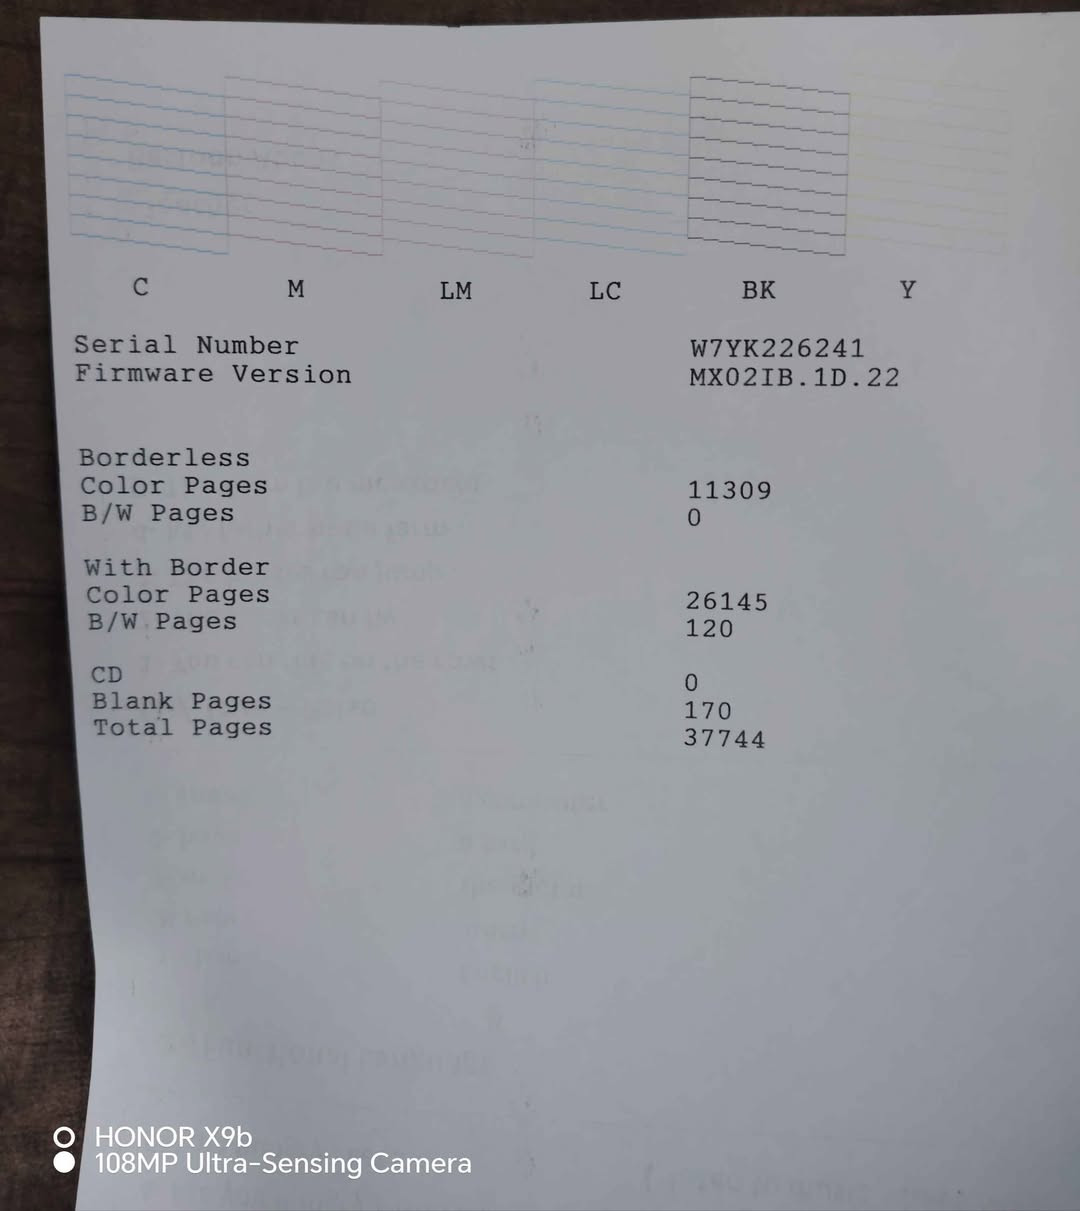 C M LM LC BK Y
Serial Number W7YK226241
Firmware Version MX02IB.1D.22
Borderless
Color Pages 11309
B/W Pages 0
With Border
Color Pages 26145
B/W Pages 120
CD 0
Blank Pages 170
Total Pages 37744
HONOR X9b
108MP Ultra-Sensing Camera